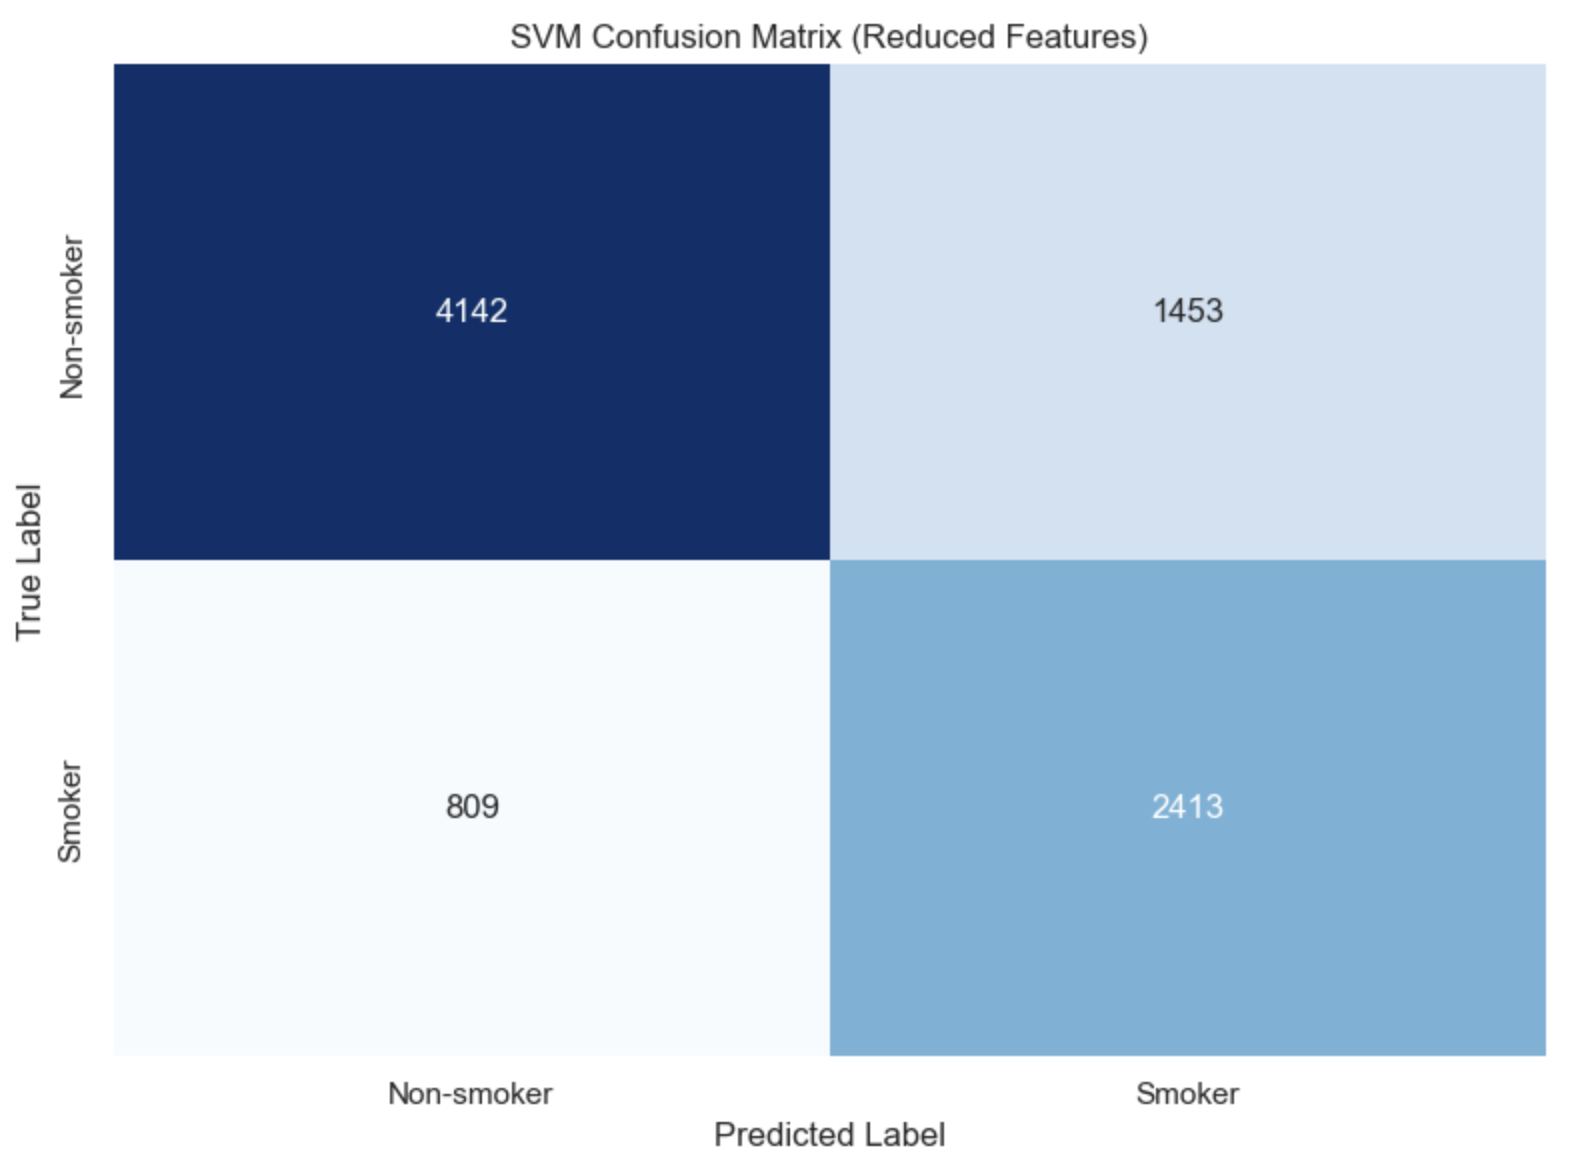 SVM Confusion Matrix (Reduced Features)
True Label
Non-smoker
4142
1453
Smoker
809
2413
Non-smoker
Smoker
Predicted Label